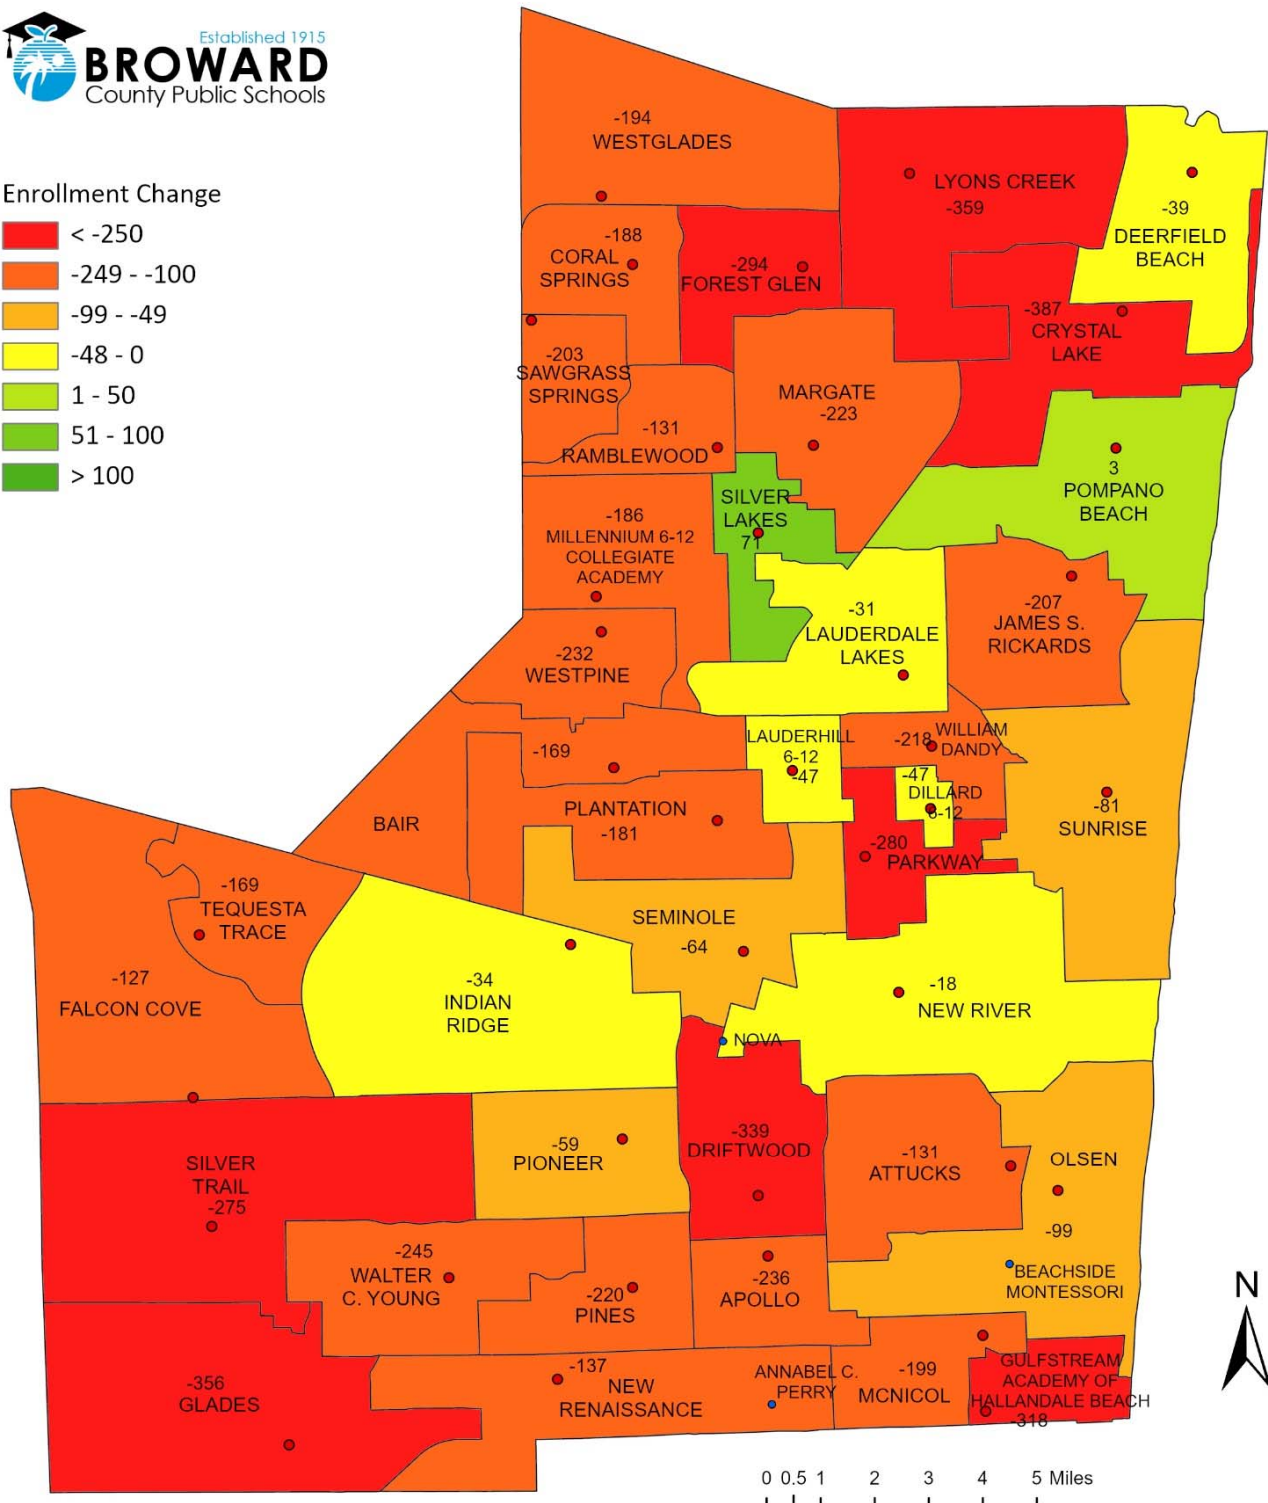 Established 1915
BROWARD
County Public Schools
Enrollment Change
< -250
-249 - -100
-99 - -49
-48 - 0
1 - 50
51 - 100
> 100
-194
WESTGLADES
LYONS CREEK
-359
-39
DEERFIELD
BEACH
-188
CORAL
SPRINGS
-294
FOREST GLEN
-387
CRYSTAL
LAKE
-203
SAWGRASS
SPRINGS
MARGATE
-223
-131
RAMBLEWOOD
3
POMPANO
BEACH
SILVER
LAKES
71
-186
MILLENNIUM 6-12
COLLEGIATE
ACADEMY
-31
LAUDERDALE
LAKES
-207
JAMES S.
RICKARDS
-232
WESTPINE
-169
BAIR
LAUDERHILL
6-12
-47
-218
WILLIAM
DANDY
-47
DILLARD
6-12
PLANTATION
-181
-81
SUNRISE
-280
PARKWAY
-169
TEQUESTA
TRACE
SEMINOLE
-64
-127
FALCON COVE
-34
INDIAN
RIDGE
-18
NEW RIVER
NOVA
-59
PIONEER
-339
DRIFTWOOD
-131
ATTUCKS
OLSEN
-99
SILVER
TRAIL
-275
-245
WALTER
C. YOUNG
-220
PINES
-236
APOLLO
BEACHSIDE
MONTESSORI
-356
GLADES
-137
NEW
RENAISSANCE
ANNABEL C.
PERRY
-199
MCNICOL
GULFSTREAM
ACADEMY OF
HALLANDALE BEACH
-318
N
0 0.5 1 2 3 4 5 Miles